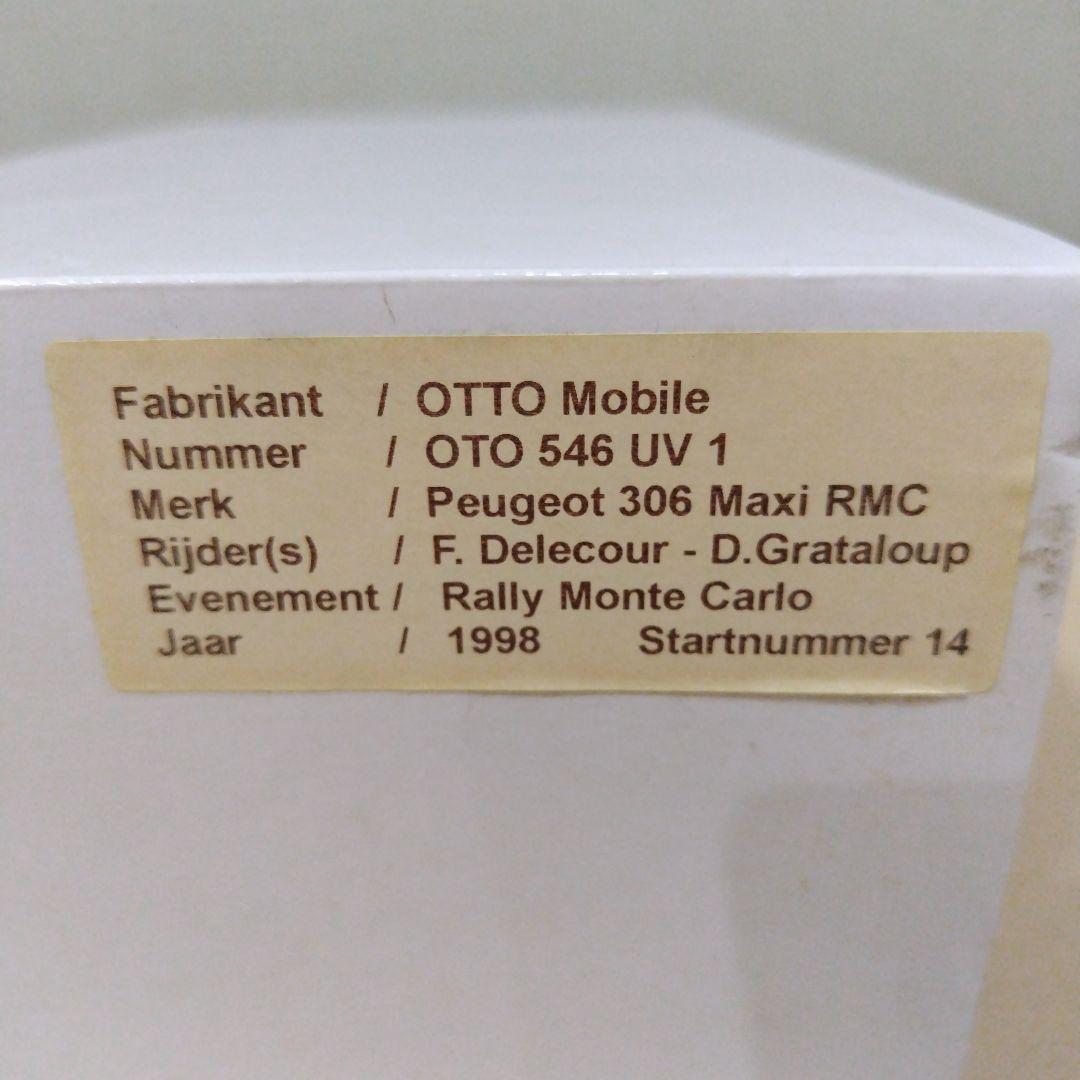 Fabrikant / OTTO Mobile
Nummer / OTO 546 UV 1
Merk / Peugeot 306 Maxi RMC
Rijder(s) / F. Delecour - D.Grataloup
Evenement / Rally Monte Carlo
Jaar / 1998 Startnummer 14